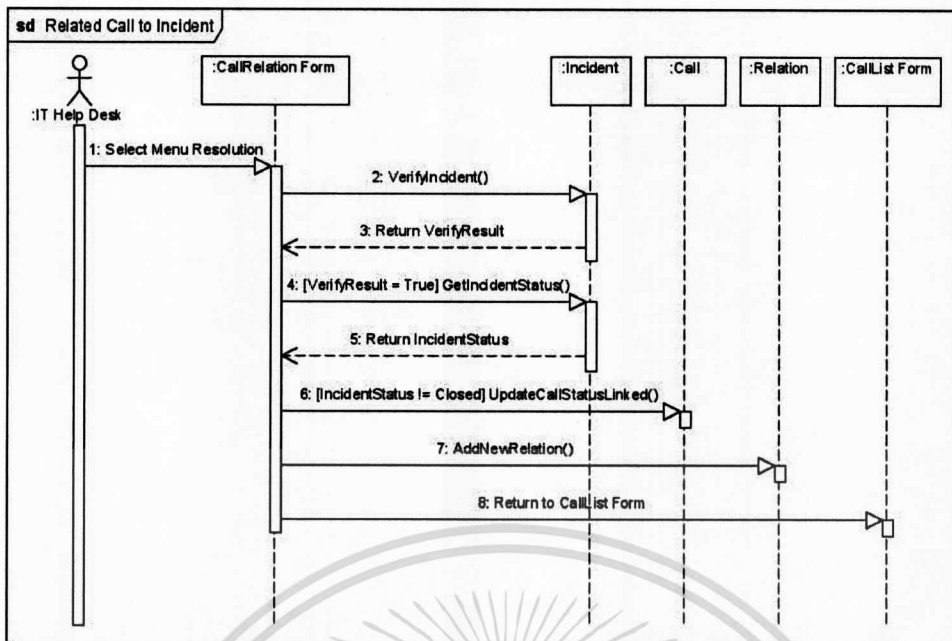 sd Related Call to Incident
:IT Help Desk
:CallRelation Form
:Incident
:Call
:Relation
:CallList Form
1: Select Menu Resolution
2: VerifyIncident()
3: Return VerifyResult
4: [VerifyResult = True] GetIncidentStatus()
5: Return IncidentStatus
6: [IncidentStatus != Closed] UpdateCallStatusLinked()
7: AddNewRelation()
8: Return to CallList Form